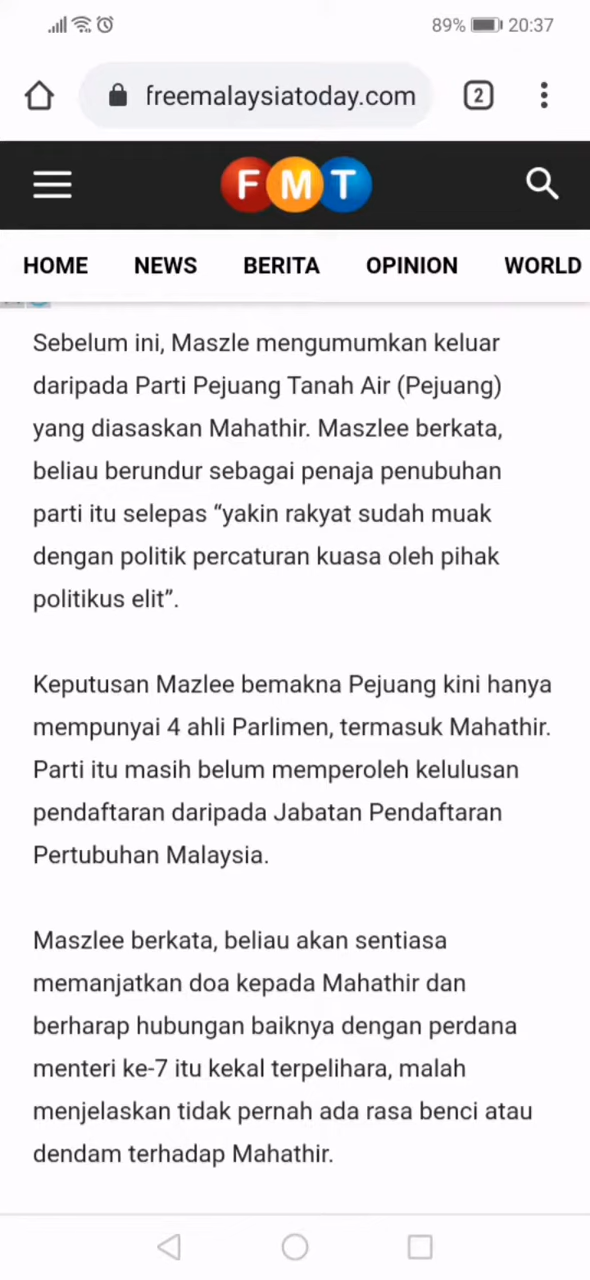 89% 20:37
freemalaysiatoday.com 2
FMT
HOME NEWS BERITA OPINION WORLD
Sebelum ini, Maszle mengumumkan keluar
daripada Parti Pejuang Tanah Air (Pejuang)
yang diasaskan Mahathir. Maszlee berkata,
beliau berundur sebagai penaja penubuhan
parti itu selepas “yakin rakyat sudah muak
dengan politik percaturan kuasa oleh pihak
politikus elit”.
Keputusan Mazlee bemakna Pejuang kini hanya
mempunyai 4 ahli Parlimen, termasuk Mahathir.
Parti itu masih belum memperoleh kelulusan
pendaftaran daripada Jabatan Pendaftaran
Pertubuhan Malaysia.
Maszlee berkata, beliau akan sentiasa
memanjatkan doa kepada Mahathir dan
berharap hubungan baiknya dengan perdana
menteri ke-7 itu kekal terpelihara, malah
menjelaskan tidak pernah ada rasa benci atau
dendam terhadap Mahathir.